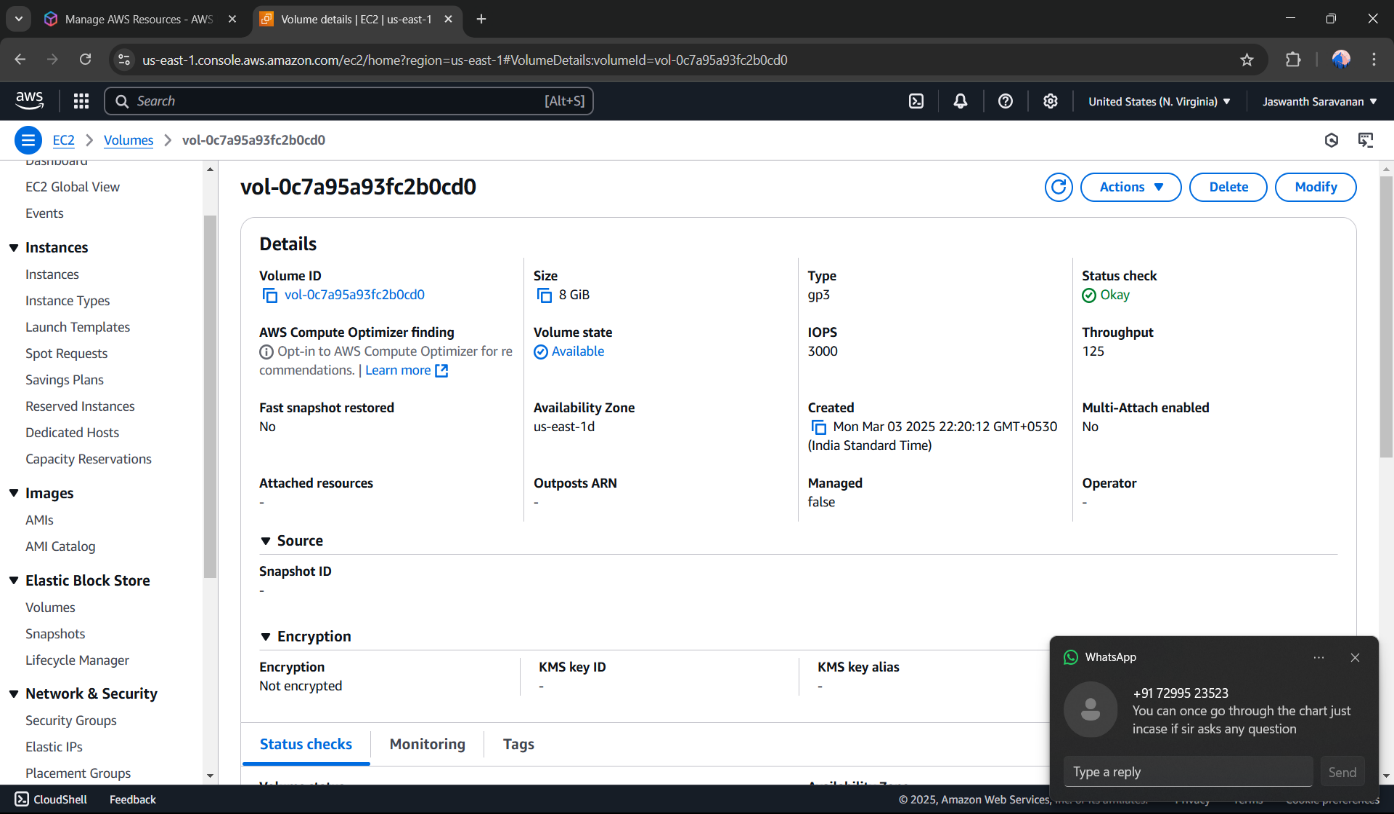 Manage AWS Resources - AWS
Volume details | EC2 | us-east-1
us-east-1.console.aws.amazon.com/ec2/home?region=us-east-1#VolumeDetails:volumeId=vol-0c7a95a93fc2b0cd0
aws
Search
[Alt+S]
United States (N. Virginia)
Jaswanth Saravanan
EC2
Volumes
vol-0c7a95a93fc2b0cd0
Dashboard
EC2 Global View
Events
Instances
Instances
Instance Types
Launch Templates
Spot Requests
Savings Plans
Reserved Instances
Dedicated Hosts
Capacity Reservations
Images
AMIs
AMI Catalog
Elastic Block Store
Volumes
Snapshots
Lifecycle Manager
Network & Security
Security Groups
Elastic IPs
Placement Groups
vol-0c7a95a93fc2b0cd0
Actions
Delete
Modify
Details
Volume ID
vol-0c7a95a93fc2b0cd0
Size
8 GiB
Type
gp3
Status check
Okay
AWS Compute Optimizer finding
Opt-in to AWS Compute Optimizer for re
commendations. | Learn more
Volume state
Available
IOPS
3000
Throughput
125
Fast snapshot restored
No
Availability Zone
us-east-1d
Created
Mon Mar 03 2025 22:20:12 GMT+0530
(India Standard Time)
Multi-Attach enabled
No
Attached resources
-
Outposts ARN
-
Managed
false
Operator
-
Source
Snapshot ID
-
Encryption
Encryption
Not encrypted
KMS key ID
-
KMS key alias
-
Status checks
Monitoring
Tags
Volume status
Availability Zone
WhatsApp
+91 72995 23523
You can once go through the chart just
incase if sir asks any question
Type a reply
Send
CloudShell
Feedback
© 2025, Amazon Web Services, Inc. or its affiliates.
Privacy
Terms
Cookie preferences